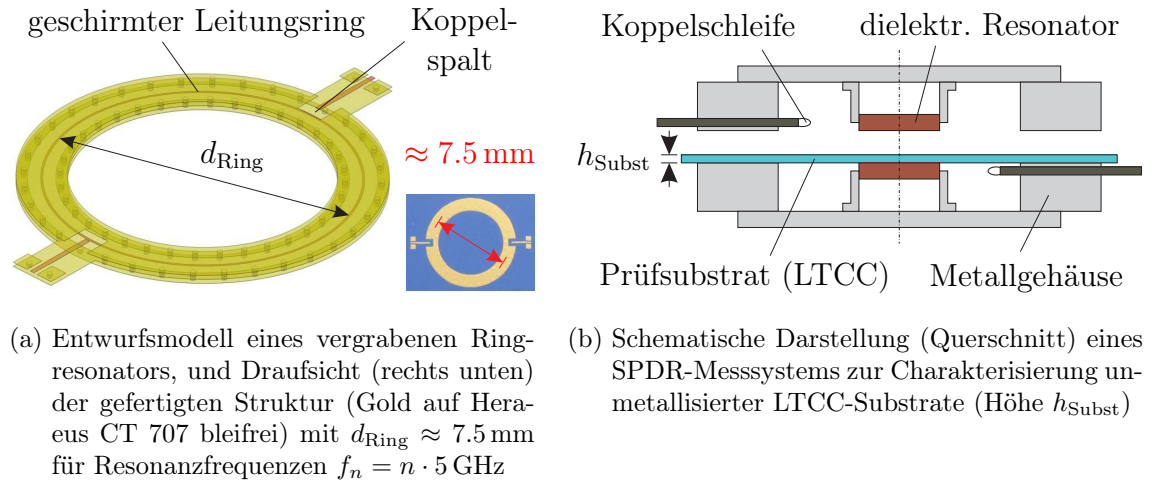 geschirmter Leitungsring
Koppel-
spalt
d_Ring
≈ 7.5 mm
Koppelschleife
dielektr. Resonator
h_Subst
Prüfsubstrat (LTCC)
Metallgehäuse
(a) Entwurfsmodell eines vergrabenen Ring-
resonators, und Draufsicht (rechts unten)
der gefertigten Struktur (Gold auf Hera-
eus CT 707 bleifrei) mit d_Ring ≈ 7.5 mm
für Resonanzfrequenzen f_n = n · 5 GHz
(b) Schematische Darstellung (Querschnitt) eines
SPDR-Messsystems zur Charakterisierung un-
metallisierter LTCC-Substrate (Höhe h_Subst)